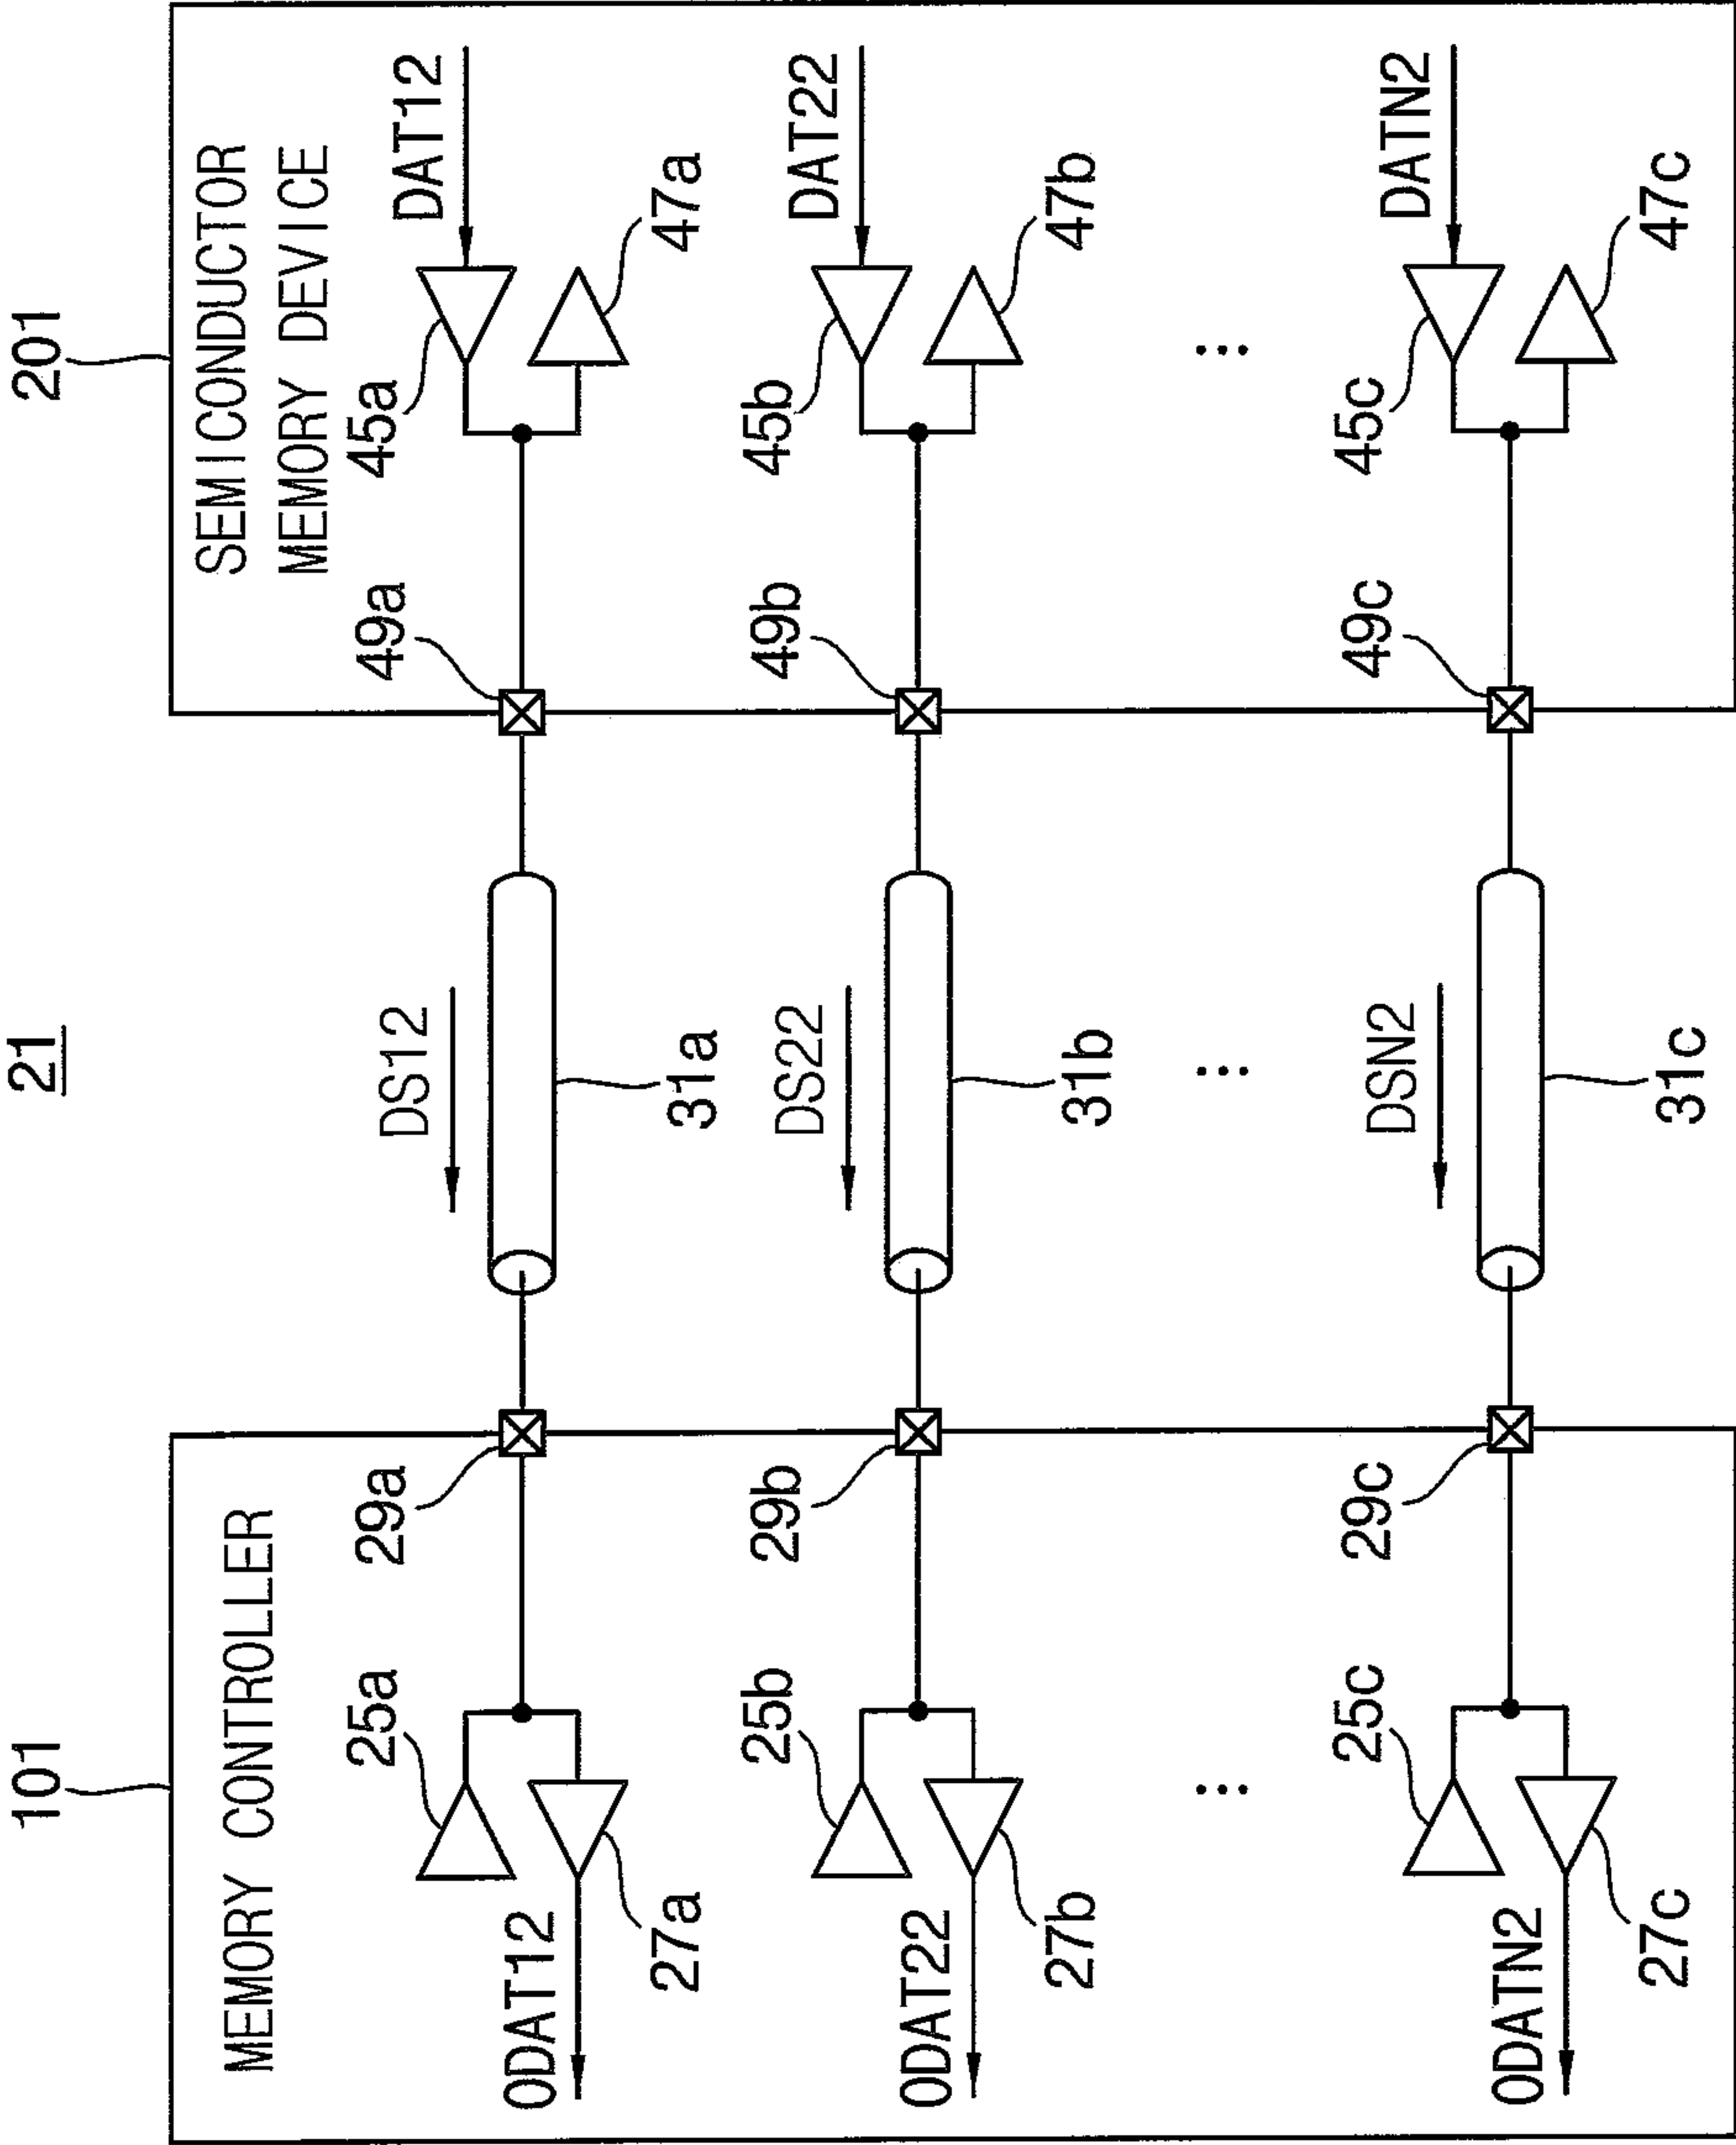 21
101
201
MEMORY CONTROLLER
SEMICONDUCTOR
MEMORY DEVICE
25a
29a
DS12
49a
45a
DAT12
ODAT12
27a
31a
47a
25b
29b
DS22
49b
45b
DAT22
ODAT22
27b
31b
47b
25c
29c
DSN2
49c
45c
DATN2
ODATN2
27c
31c
47c